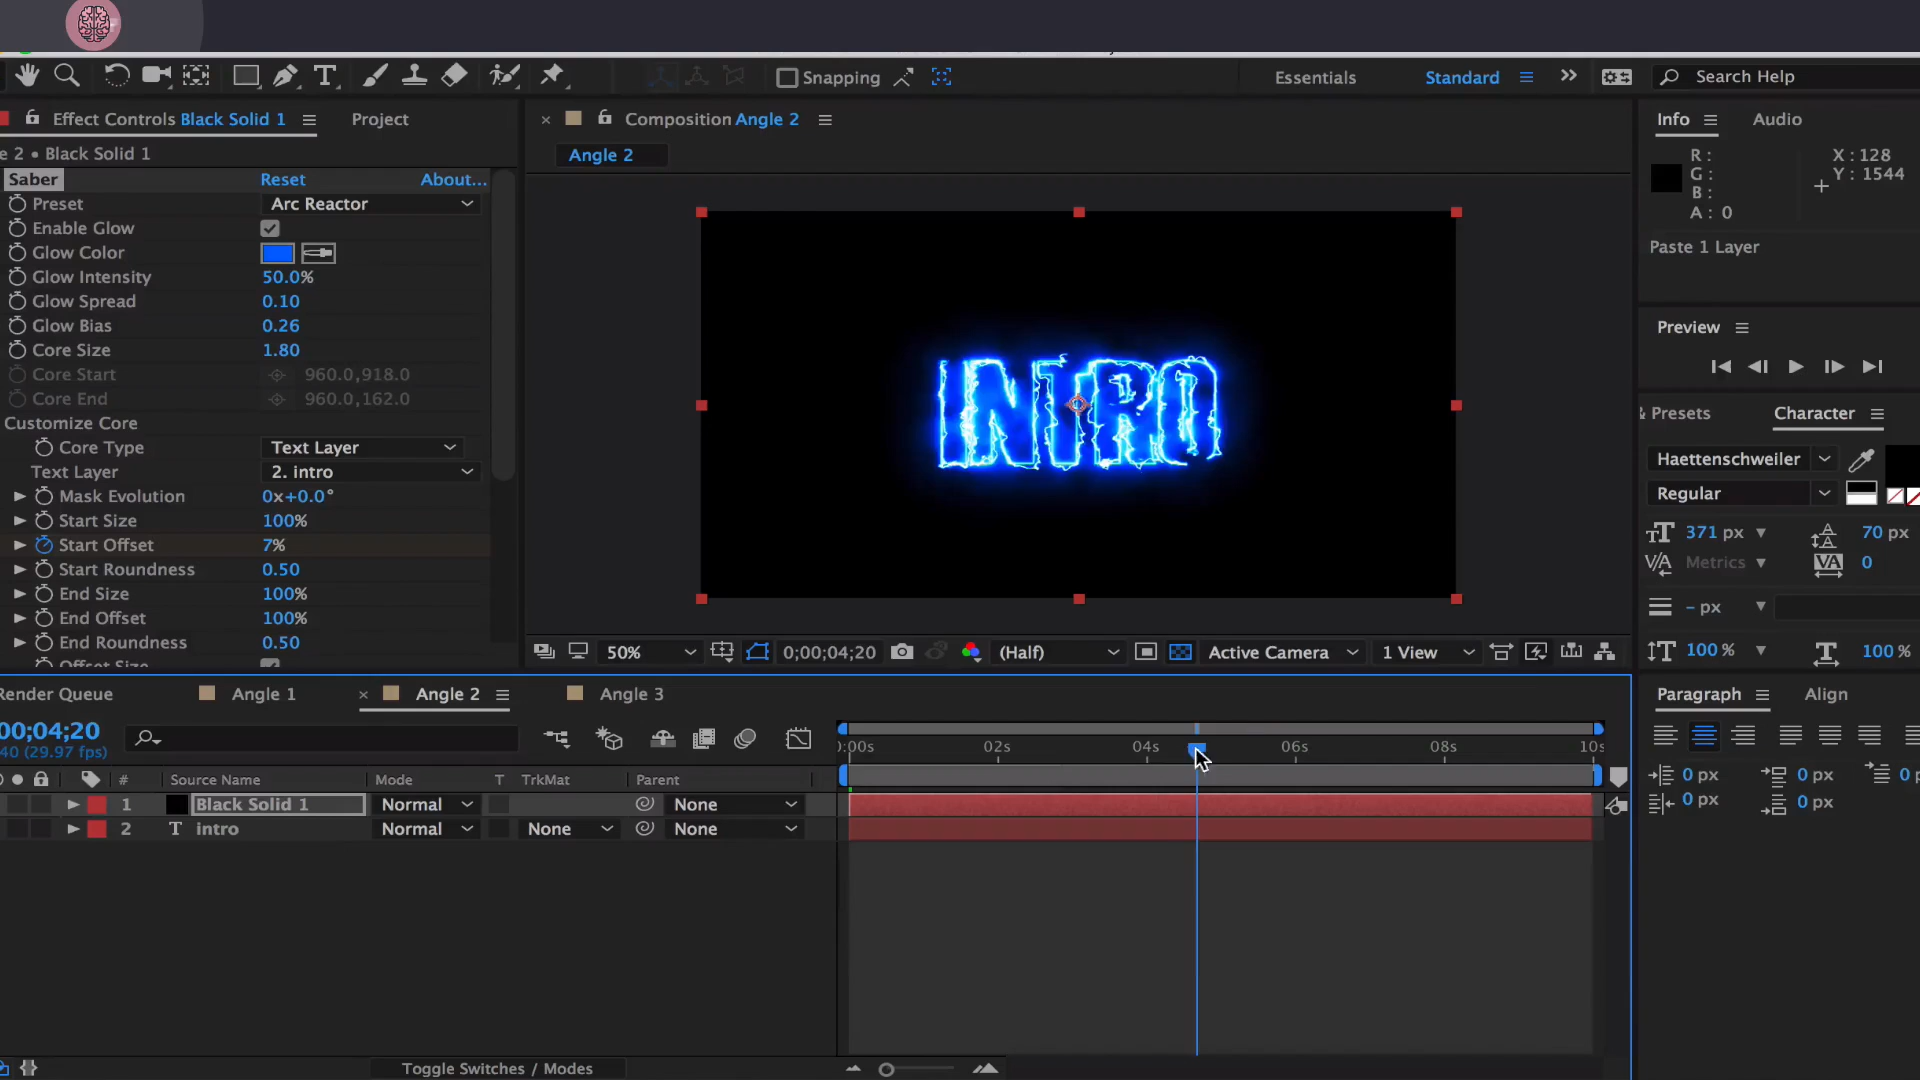 Snapping
Essentials
Standard
Search Help
Effect Controls Black Solid 1
Project
Composition Angle 2
Info
Audio
e 2 • Black Solid 1
Angle 2
R :
G :
B :
A : 0
X : 128
Y : 1544
Saber
Reset
About...
Preset
Arc Reactor
Enable Glow
Glow Color
Glow Intensity
50.0%
Glow Spread
0.10
Glow Bias
0.26
Core Size
1.80
Core Start
960.0,918.0
Core End
960.0,162.0
Customize Core
Core Type
Text Layer
Text Layer
2. intro
Mask Evolution
0x+0.0°
Start Size
100%
Start Offset
7%
Start Roundness
0.50
End Size
100%
End Offset
100%
End Roundness
0.50
Offset Size
INTRO
Paste 1 Layer
Preview
& Presets
Character
Haettenschweiler
Regular
371 px
70 px
Metrics
0
- px
100 %
100 %
50%
0;00;04;20
(Half)
Active Camera
1 View
Render Queue
Angle 1
Angle 2
Angle 3
Paragraph
Align
00;04;20
40 (29.97 fps)
:00s
02s
04s
06s
08s
10s
0 px
0 px
0
0 px
0 px
#
Source Name
Mode
T
TrkMat
Parent
1
Black Solid 1
Normal
None
2
T
intro
Normal
None
None
Toggle Switches / Modes